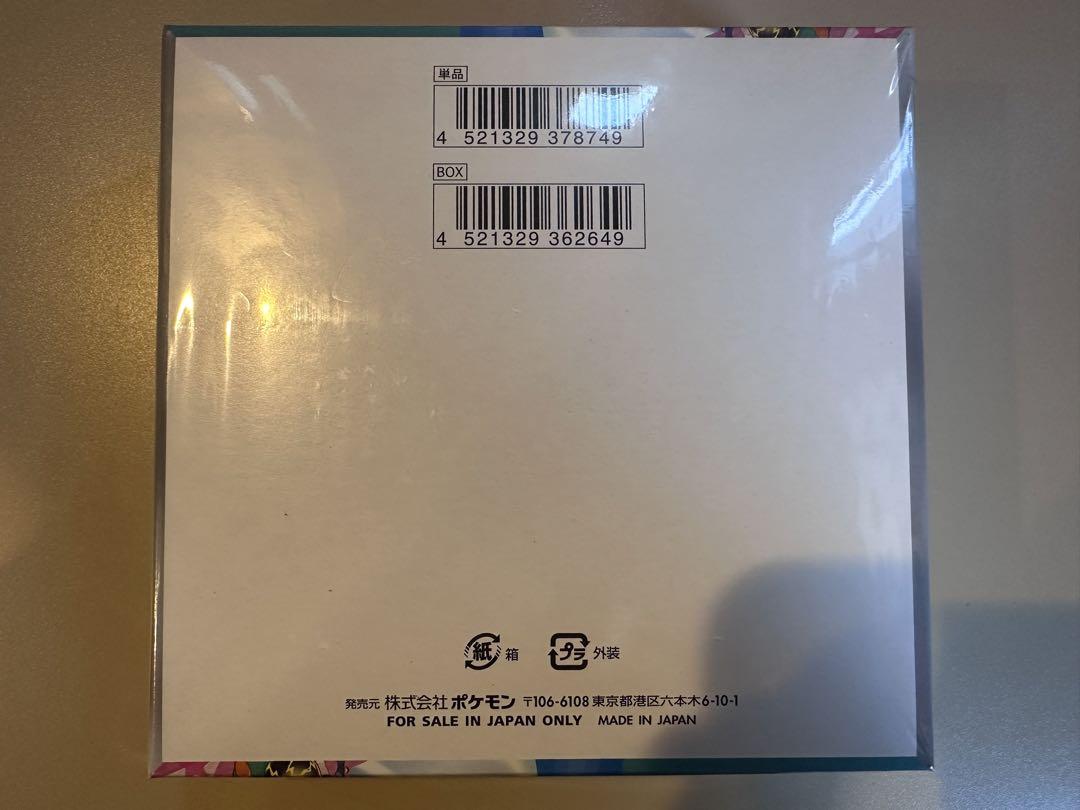 単品
4 521329 378749
BOX
4 521329 362649
紙 箱 プラ 外装
発売元 株式会社 ポケモン 〒106-6108 東京都港区六本木6-10-1
FOR SALE IN JAPAN ONLY MADE IN JAPAN